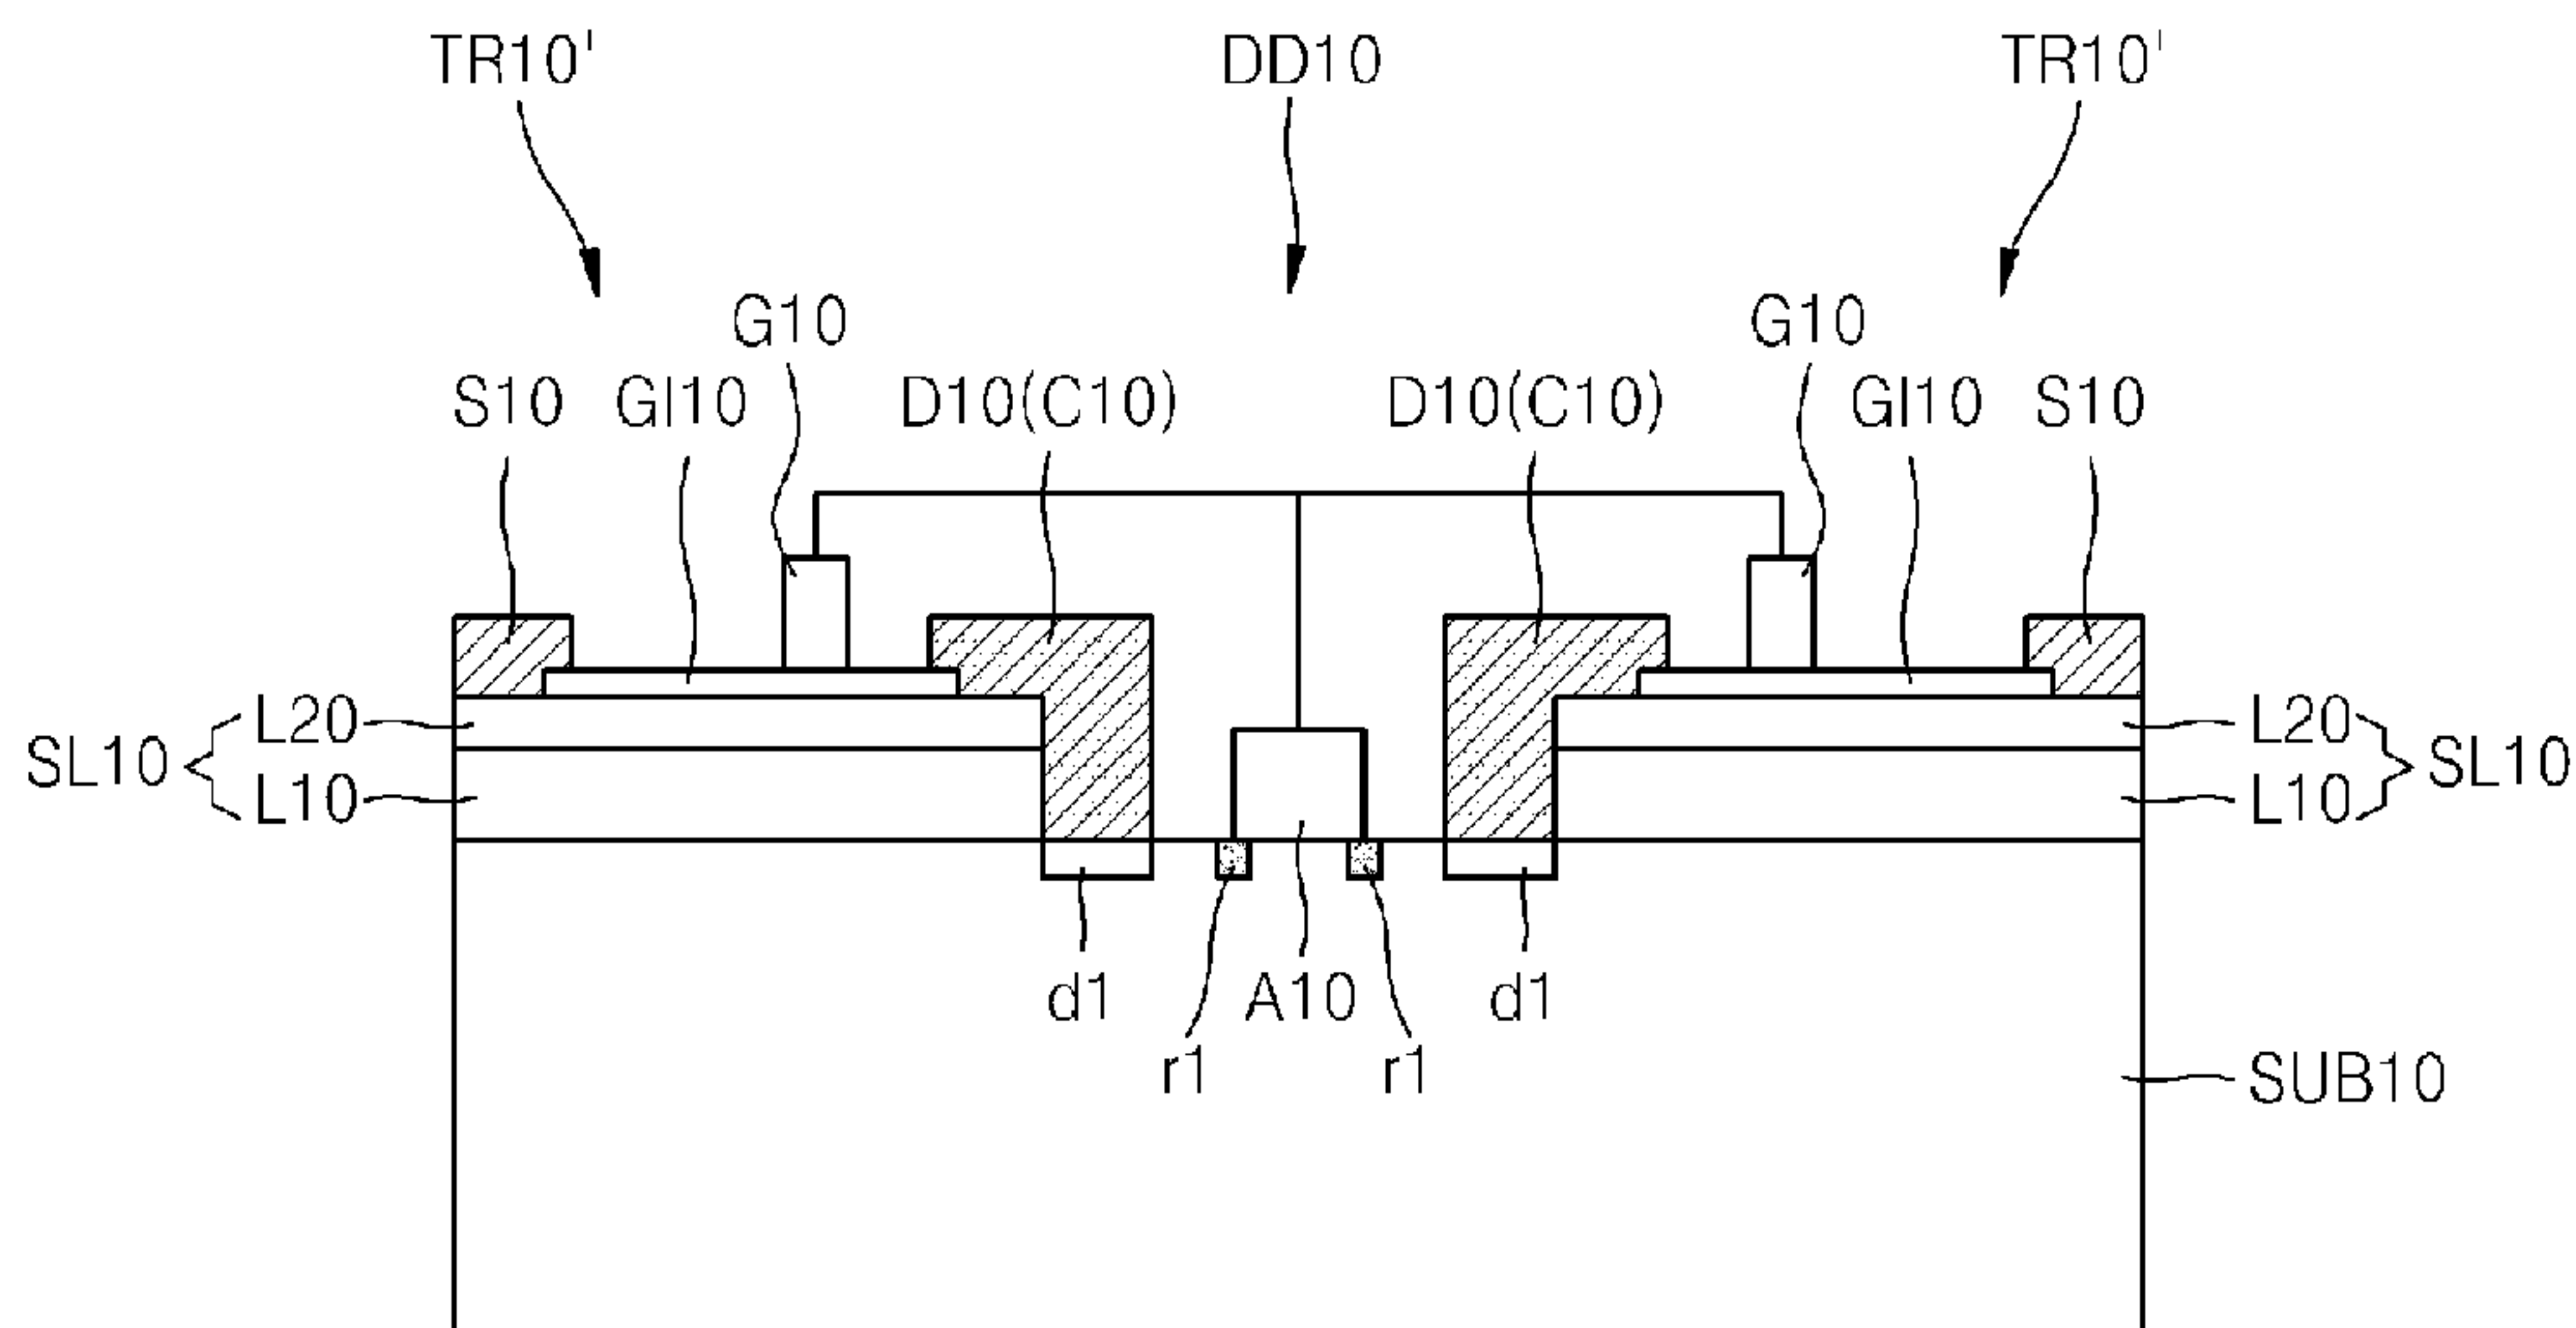 TR10' DD10 TR10'
G10 G10
S10 GI10 D10(C10) D10(C10) GI10 S10
L20 L20
SL10 SL10
L10 L10
d1 A10 d1
r1 r1
SUB10